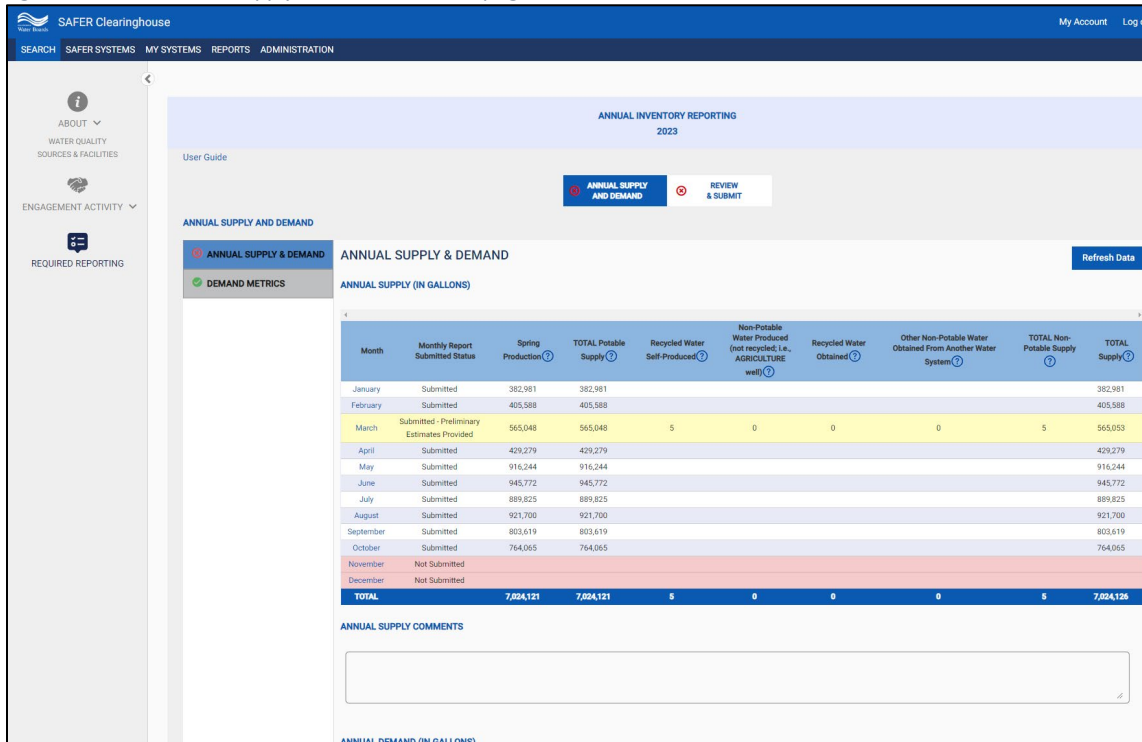 SAFER Clearinghouse
My Account Log
SEARCH SAFER SYSTEMS MY SYSTEMS REPORTS ADMINISTRATION
ABOUT
WATER QUALITY
SOURCES & FACILITIES
ENGAGEMENT ACTIVITY
REQUIRED REPORTING
ANNUAL INVENTORY REPORTING
2023
User Guide
ANNUAL SUPPLY AND DEMAND
REVIEW & SUBMIT
ANNUAL SUPPLY AND DEMAND
ANNUAL SUPPLY & DEMAND
DEMAND METRICS
ANNUAL SUPPLY & DEMAND
Refresh Data
ANNUAL SUPPLY (IN GALLONS)
Month Monthly Report Submitted Status Spring Production ? TOTAL Potable Supply ? Recycled Water Self-Produced ? Non-Potable Water Produced (not recycled; i.e., AGRICULTURE well) ? Recycled Water Obtained ? Other Non-Potable Water Obtained From Another Water System ? TOTAL Non-Potable Supply ? TOTAL Supply ?
January Submitted 382,981 382,981 382,981
February Submitted 405,588 405,588 405,588
March Submitted - Preliminary Estimates Provided 565,048 565,048 5 0 0 0 5 565,053
April Submitted 429,279 429,279 429,279
May Submitted 916,244 916,244 916,244
June Submitted 945,772 945,772 945,772
July Submitted 889,825 889,825 889,825
August Submitted 921,700 921,700 921,700
September Submitted 803,619 803,619 803,619
October Submitted 764,065 764,065 764,065
November Not Submitted
December Not Submitted
TOTAL 7,024,121 7,024,121 5 0 0 0 5 7,024,126
ANNUAL SUPPLY COMMENTS
ANNUAL DEMAND (IN GALLONS)